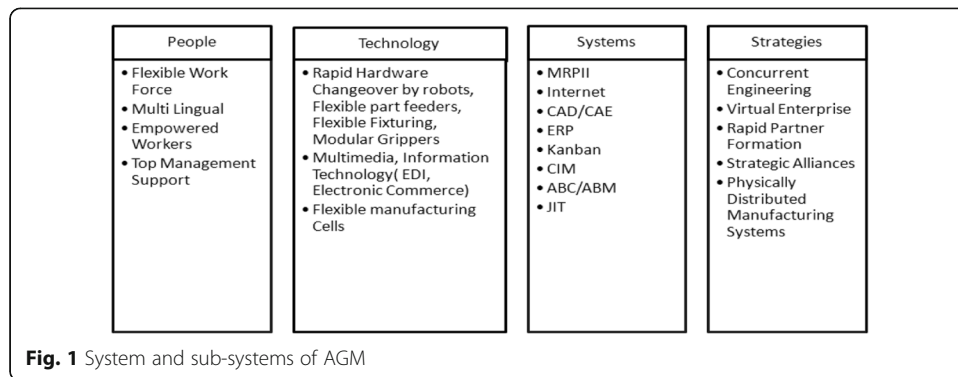 People
• Flexible Work
Force
• Multi Lingual
• Empowered
Workers
• Top Management
Support
Technology
• Rapid Hardware
Changeover by robots,
Flexible part feeders,
Flexible Fixturing,
Modular Grippers
• Multimedia, Information
Technology( EDI,
Electronic Commerce)
• Flexible manufacturing
Cells
Systems
• MRPII
• Internet
• CAD/CAE
• ERP
• Kanban
• CIM
• ABC/ABM
• JIT
Strategies
• Concurrent
Engineering
• Virtual Enterprise
• Rapid Partner
Formation
• Strategic Alliances
• Physically
Distributed
Manufacturing
Systems
Fig. 1 System and sub-systems of AGM